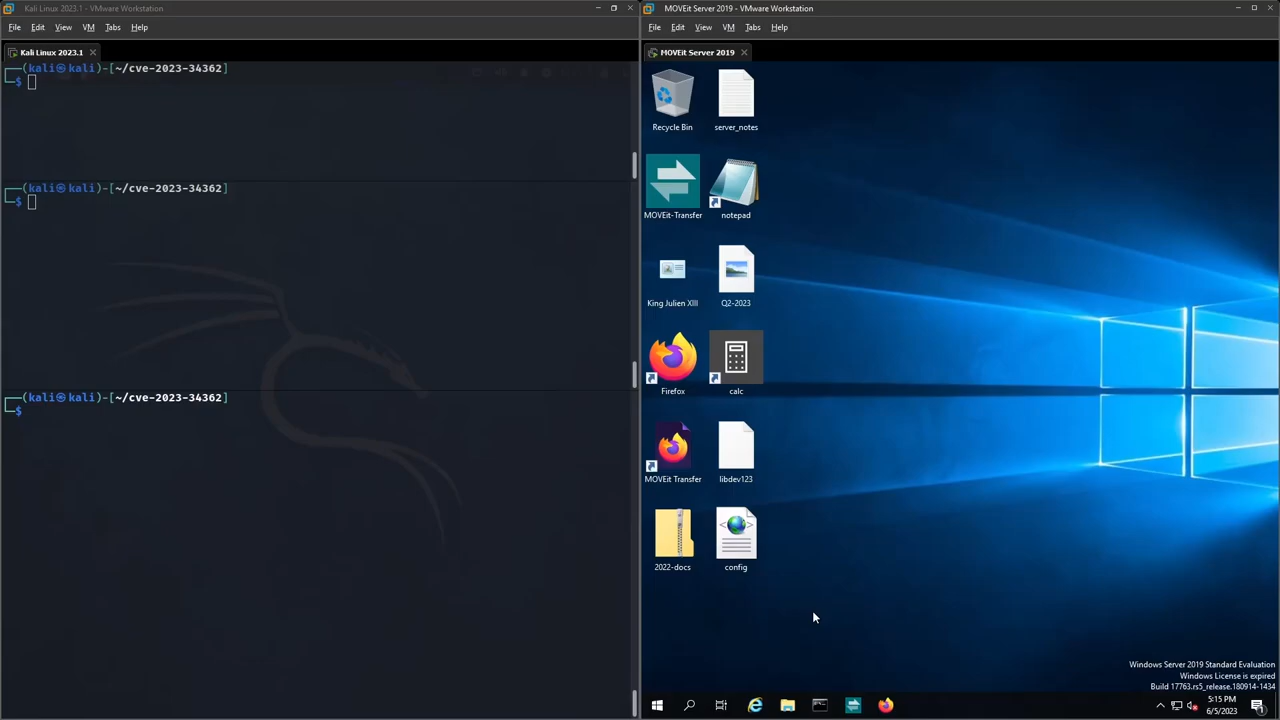 Kali Linux 2023.1 - VMware Workstation
File Edit View VM Tabs Help
Kali Linux 2023.1
(kali㉿kali)-[~/cve-2023-34362]
$
(kali㉿kali)-[~/cve-2023-34362]
$
(kali㉿kali)-[~/cve-2023-34362]
$
MOVEit Server 2019 - VMware Workstation
File Edit View VM Tabs Help
MOVEit Server 2019
Recycle Bin
server_notes
MOVEit-Transfer
notepad
King Julien XIII
Q2-2023
Firefox
calc
MOVEit Transfer
libdev123
2022-docs
config
Windows Server 2019 Standard Evaluation
Windows License is expired
Build 17763.rs5_release.180914-1434
5:15 PM
6/5/2023